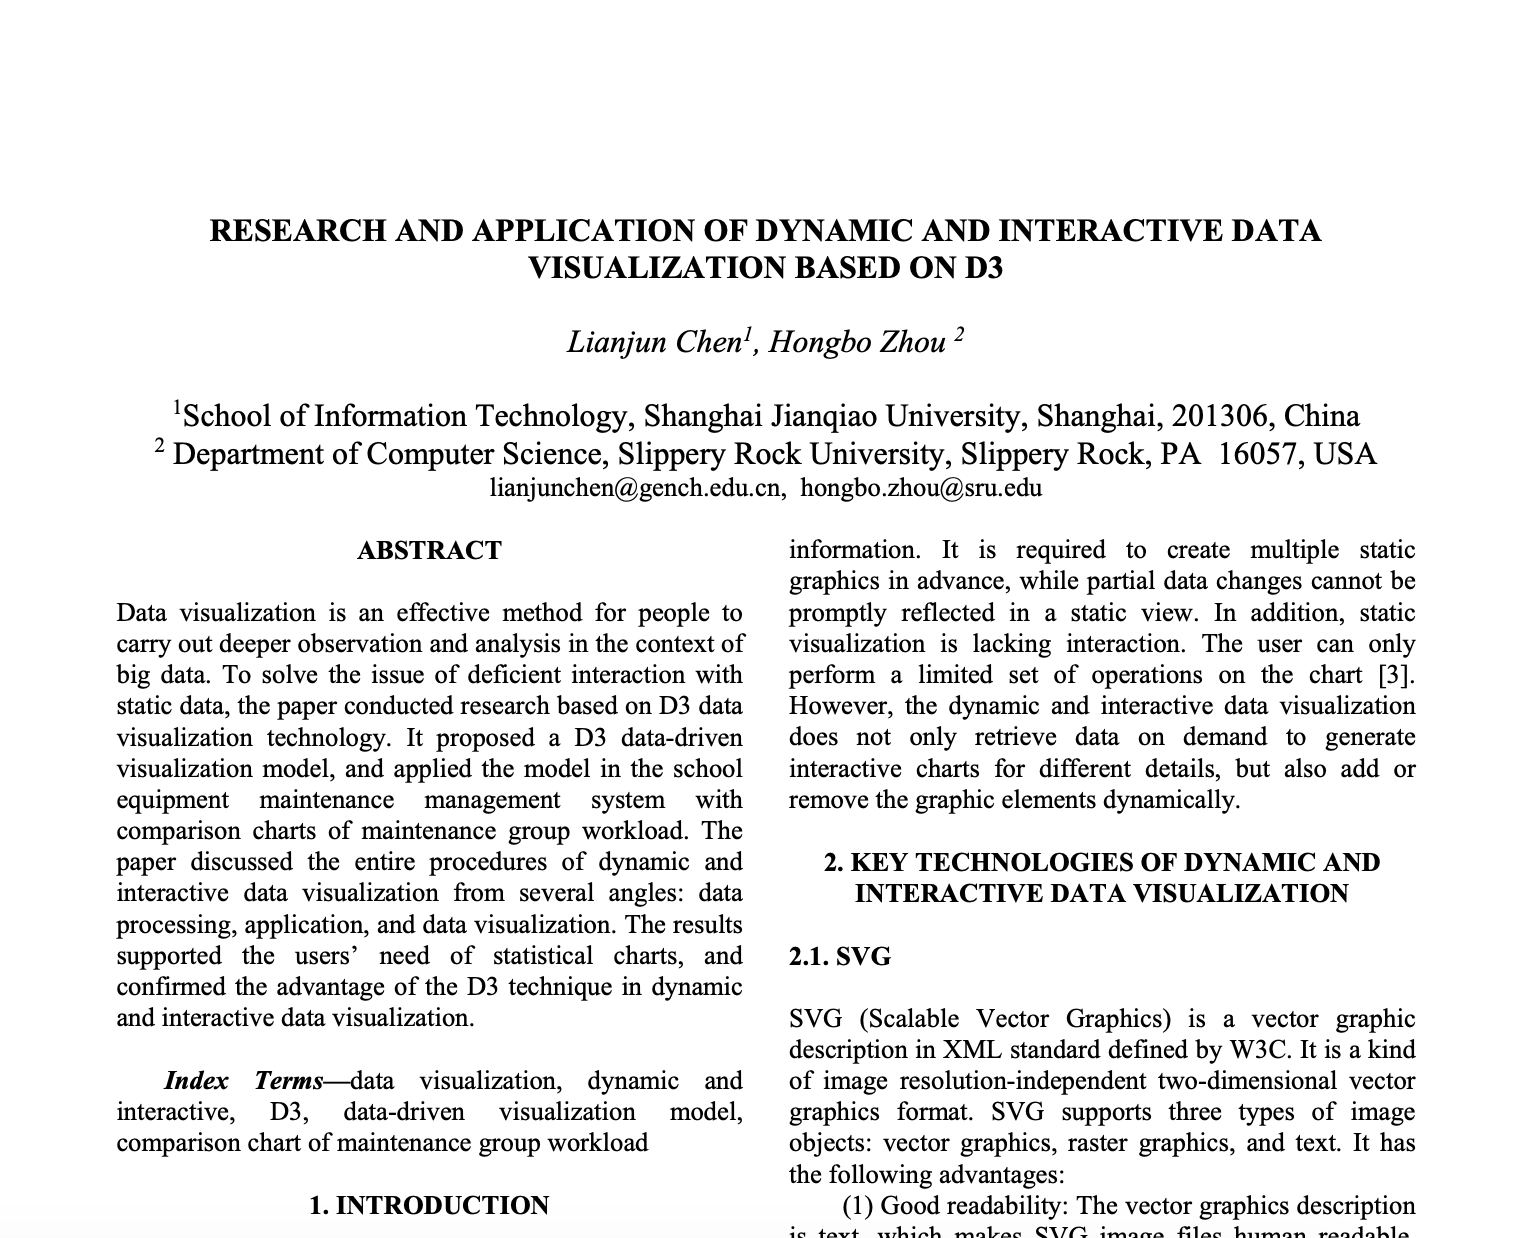 RESEARCH AND APPLICATION OF DYNAMIC AND INTERACTIVE DATA
VISUALIZATION BASED ON D3
Lianjun Chen1, Hongbo Zhou 2
1School of Information Technology, Shanghai Jianqiao University, Shanghai, 201306, China
2 Department of Computer Science, Slippery Rock University, Slippery Rock, PA 16057, USA
lianjunchen@gench.edu.cn, hongbo.zhou@sru.edu
ABSTRACT
Data visualization is an effective method for people to
carry out deeper observation and analysis in the context of
big data. To solve the issue of deficient interaction with
static data, the paper conducted research based on D3 data
visualization technology. It proposed a D3 data-driven
visualization model, and applied the model in the school
equipment maintenance management system with
comparison charts of maintenance group workload. The
paper discussed the entire procedures of dynamic and
interactive data visualization from several angles: data
processing, application, and data visualization. The results
supported the users’ need of statistical charts, and
confirmed the advantage of the D3 technique in dynamic
and interactive data visualization.
Index Terms—data visualization, dynamic and
interactive, D3, data-driven visualization model,
comparison chart of maintenance group workload
1. INTRODUCTION
information. It is required to create multiple static
graphics in advance, while partial data changes cannot be
promptly reflected in a static view. In addition, static
visualization is lacking interaction. The user can only
perform a limited set of operations on the chart [3].
However, the dynamic and interactive data visualization
does not only retrieve data on demand to generate
interactive charts for different details, but also add or
remove the graphic elements dynamically.
2. KEY TECHNOLOGIES OF DYNAMIC AND
INTERACTIVE DATA VISUALIZATION
2.1. SVG
SVG (Scalable Vector Graphics) is a vector graphic
description in XML standard defined by W3C. It is a kind
of image resolution-independent two-dimensional vector
graphics format. SVG supports three types of image
objects: vector graphics, raster graphics, and text. It has
the following advantages:
(1) Good readability: The vector graphics description
is text, which makes SVG image files human readable,